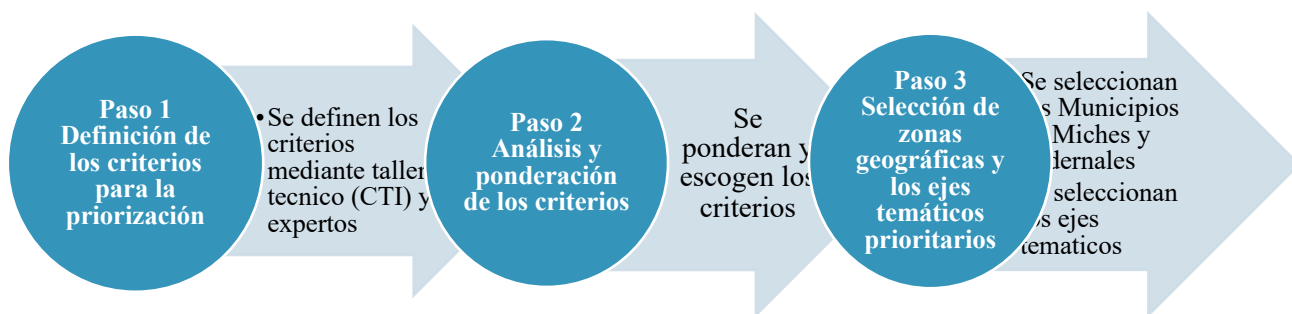 Paso 1
Definición de
los criterios
para la
priorización
•Se definen los
criterios
mediante taller
tecnico (CTI) y
expertos
Paso 2
Análisis y
ponderación
de los criterios
Se
ponderan y
escogen los
criterios
Paso 3
Selección de
zonas
geográficas y
los ejes
temáticos
prioritarios
Se seleccionan
Municipios
Miches y
seleccionan
ejes
tematicos